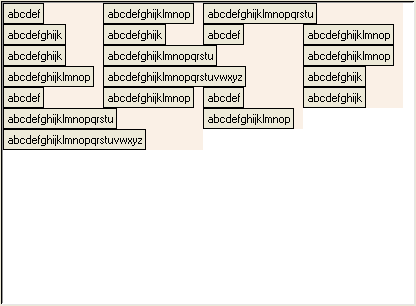 abcdef abcdefghijklmnop abcdefghijklmnopqrstu
abcdefghijk abcdefghijk abcdef abcdefghijklmnop
abcdefghijk abcdefghijklmnopqrstu abcdefghijklmnop
abcdefghijklmnop abcdefghijklmnopqrstuvwxyz abcdefghijk
abcdef abcdefghijklmnop abcdef abcdefghijk
abcdefghijklmnopqrstu abcdefghijklmnop
abcdefghijklmnopqrstuvwxyz